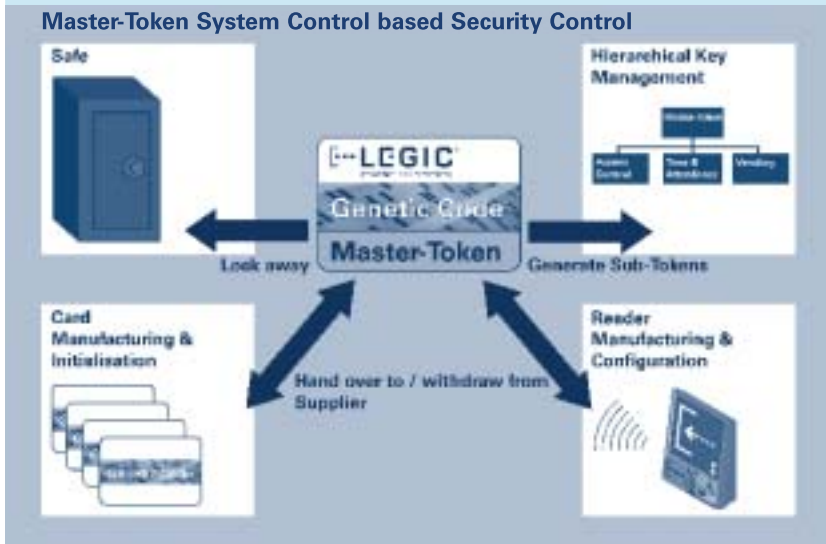 Master-Token System Control based Security Control
Safe
Hierarchical Key
Management
Master-Token
Access
Control
Time &
Attendance
Vending
LEGIC
Genetic Code
Master-Token
Lock away
Generate Sub-Tokens
Card
Manufacturing &
Initialisation
Hand over to / withdraw from
Supplier
Reader
Manufacturing &
Configuration